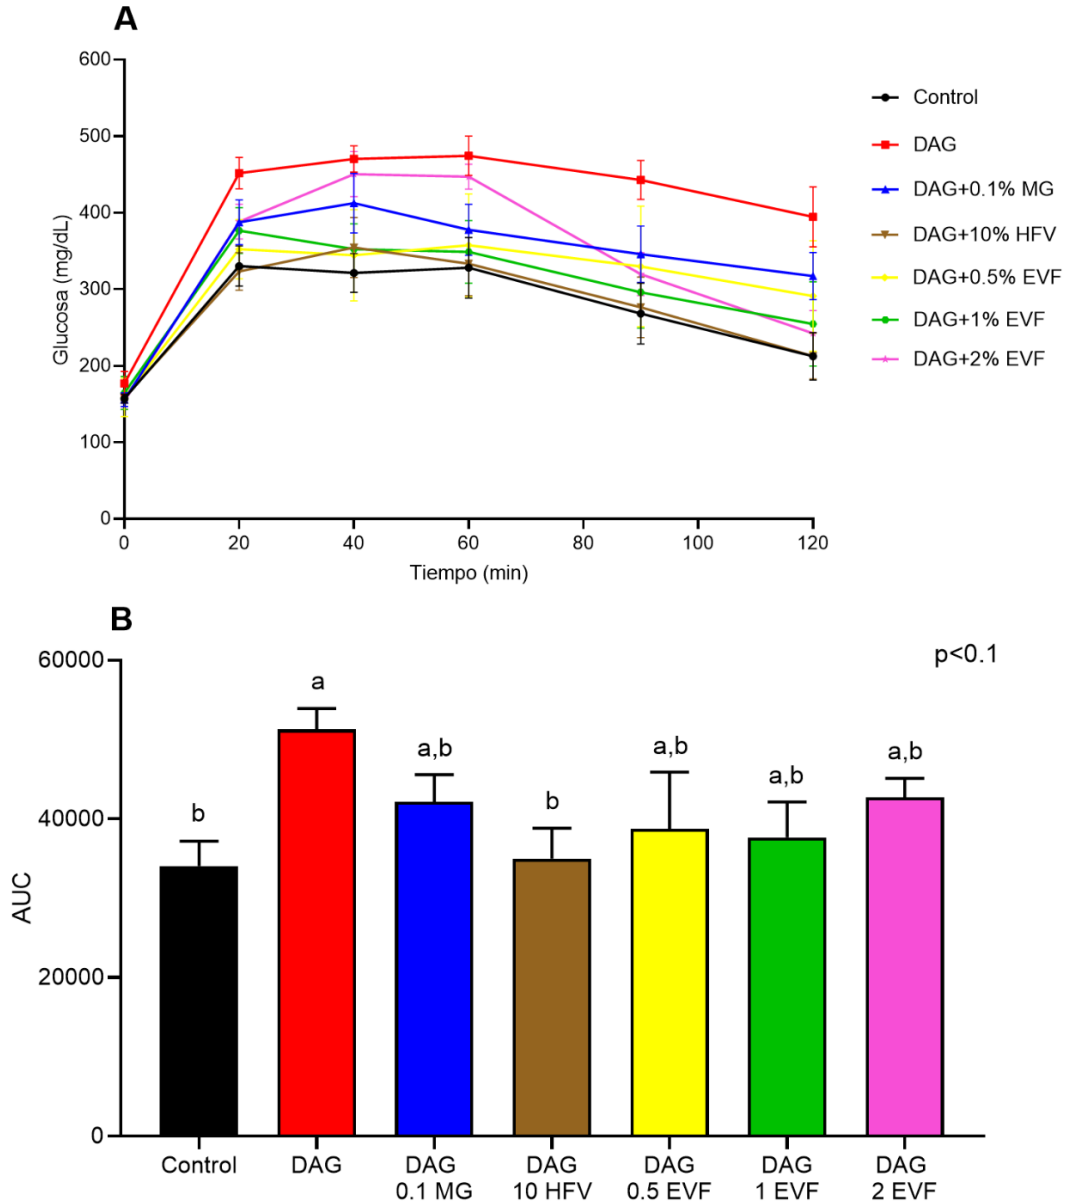 A
600
500
400
300
200
100
0
Glucosa (mg/dL)
0 20 40 60 80 100 120
Tiempo (min)
Control
DAG
DAG+0.1% MG
DAG+10% HFV
DAG+0.5% EVF
DAG+1% EVF
DAG+2% EVF
B
p<0.1
60000
40000
20000
0
AUC
b
a
a,b
b
a,b
a,b
a,b
Control DAG DAG DAG DAG DAG DAG
0.1 MG 10 HFV 0.5 EVF 1 EVF 2 EVF